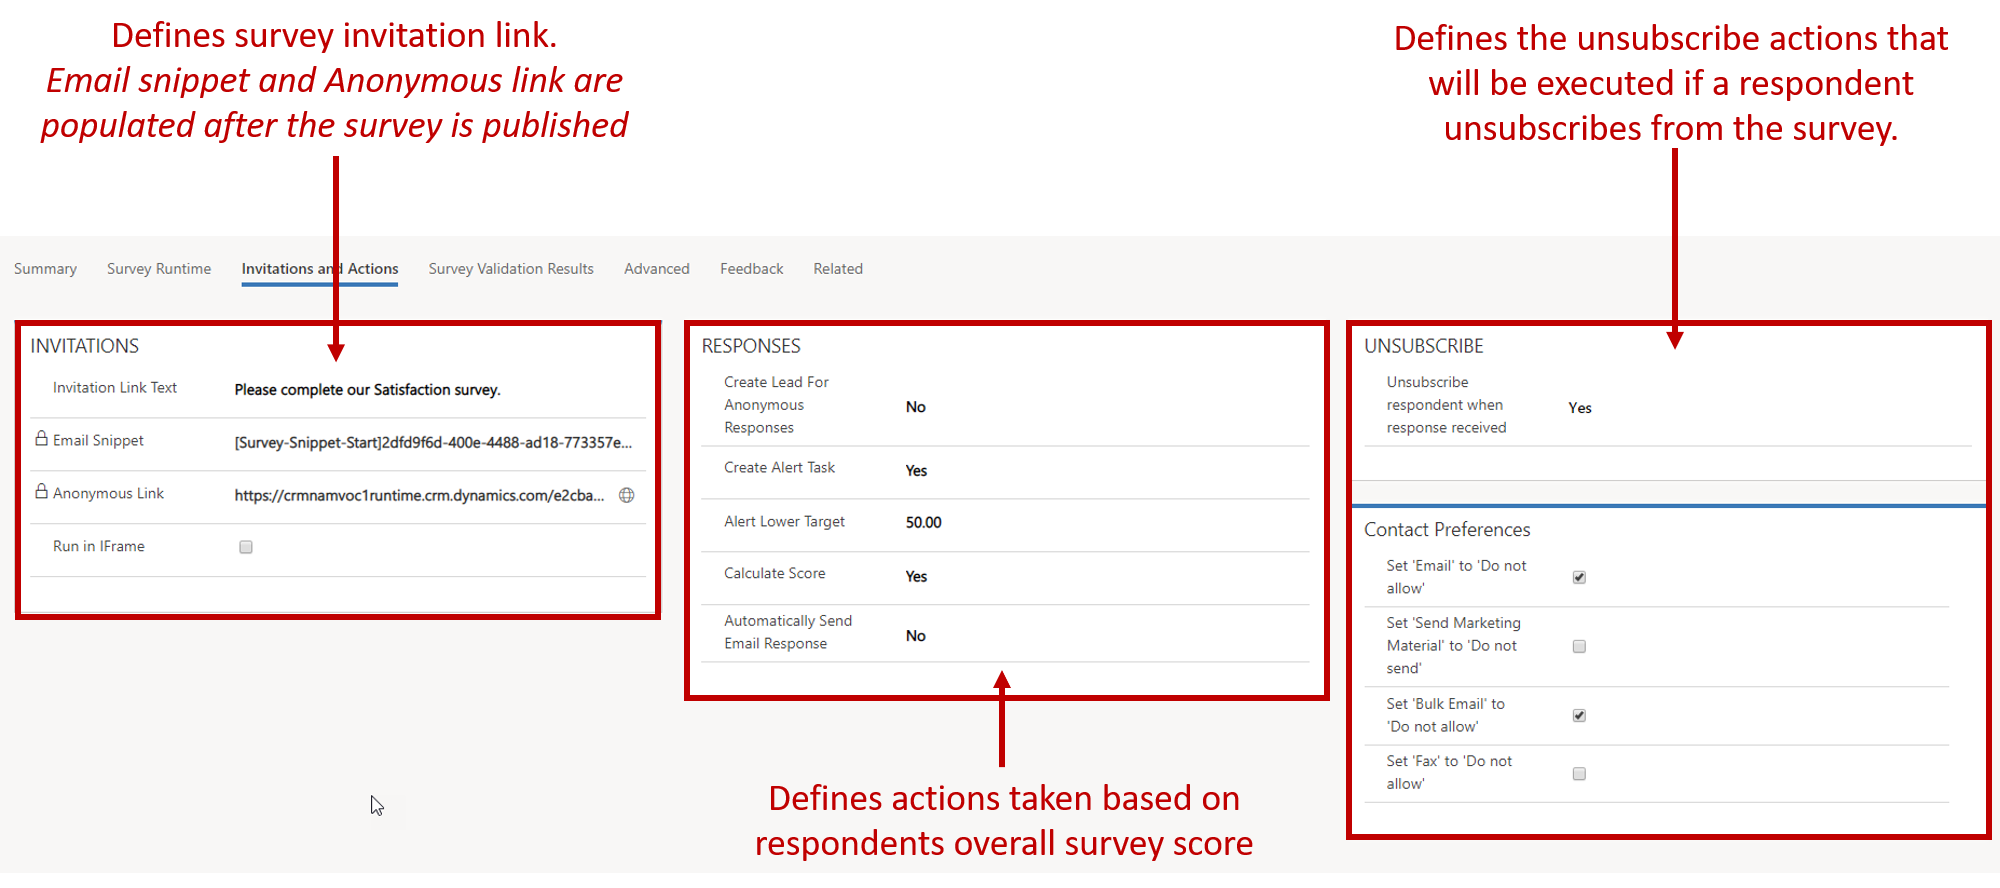 Defines survey invitation link.
Email snippet and Anonymous link are
populated after the survey is published
Defines the unsubscribe actions that
will be executed if a respondent
unsubscribes from the survey.
Summary
Survey Runtime
Invitations and Actions
Survey Validation Results
Advanced
Feedback
Related
INVITATIONS
Invitation Link Text
Please complete our Satisfaction survey.
Email Snippet
[Survey-Snippet-Start]2dfd9f6d-400e-4488-ad18-773357e...
Anonymous Link
https://crmnamvoc1runtime.crm.dynamics.com/e2cba...
Run in IFrame
RESPONSES
Create Lead For
Anonymous
Responses
No
Create Alert Task
Yes
Alert Lower Target
50.00
Calculate Score
Yes
Automatically Send
Email Response
No
Defines actions taken based on
respondents overall survey score
UNSUBSCRIBE
Unsubscribe
respondent when
response received
Yes
Contact Preferences
Set 'Email' to 'Do not
allow'
Set 'Send Marketing
Material' to 'Do not
send'
Set 'Bulk Email' to
'Do not allow'
Set 'Fax' to 'Do not
allow'